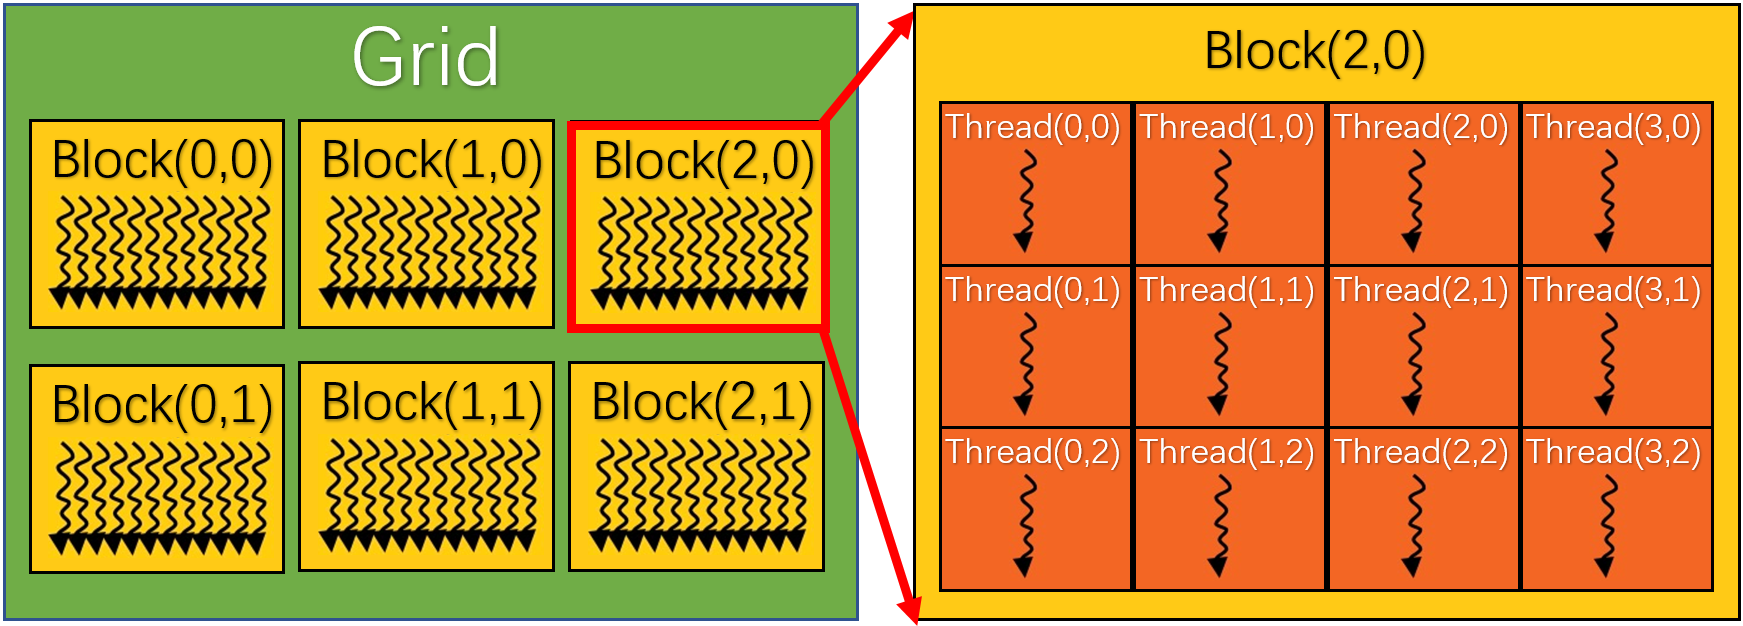 Grid
Block(0,0) Block(1,0) Block(2,0)
Block(0,1) Block(1,1) Block(2,1)
Block(2,0)
Thread(0,0) Thread(1,0) Thread(2,0) Thread(3,0)
Thread(0,1) Thread(1,1) Thread(2,1) Thread(3,1)
Thread(0,2) Thread(1,2) Thread(2,2) Thread(3,2)